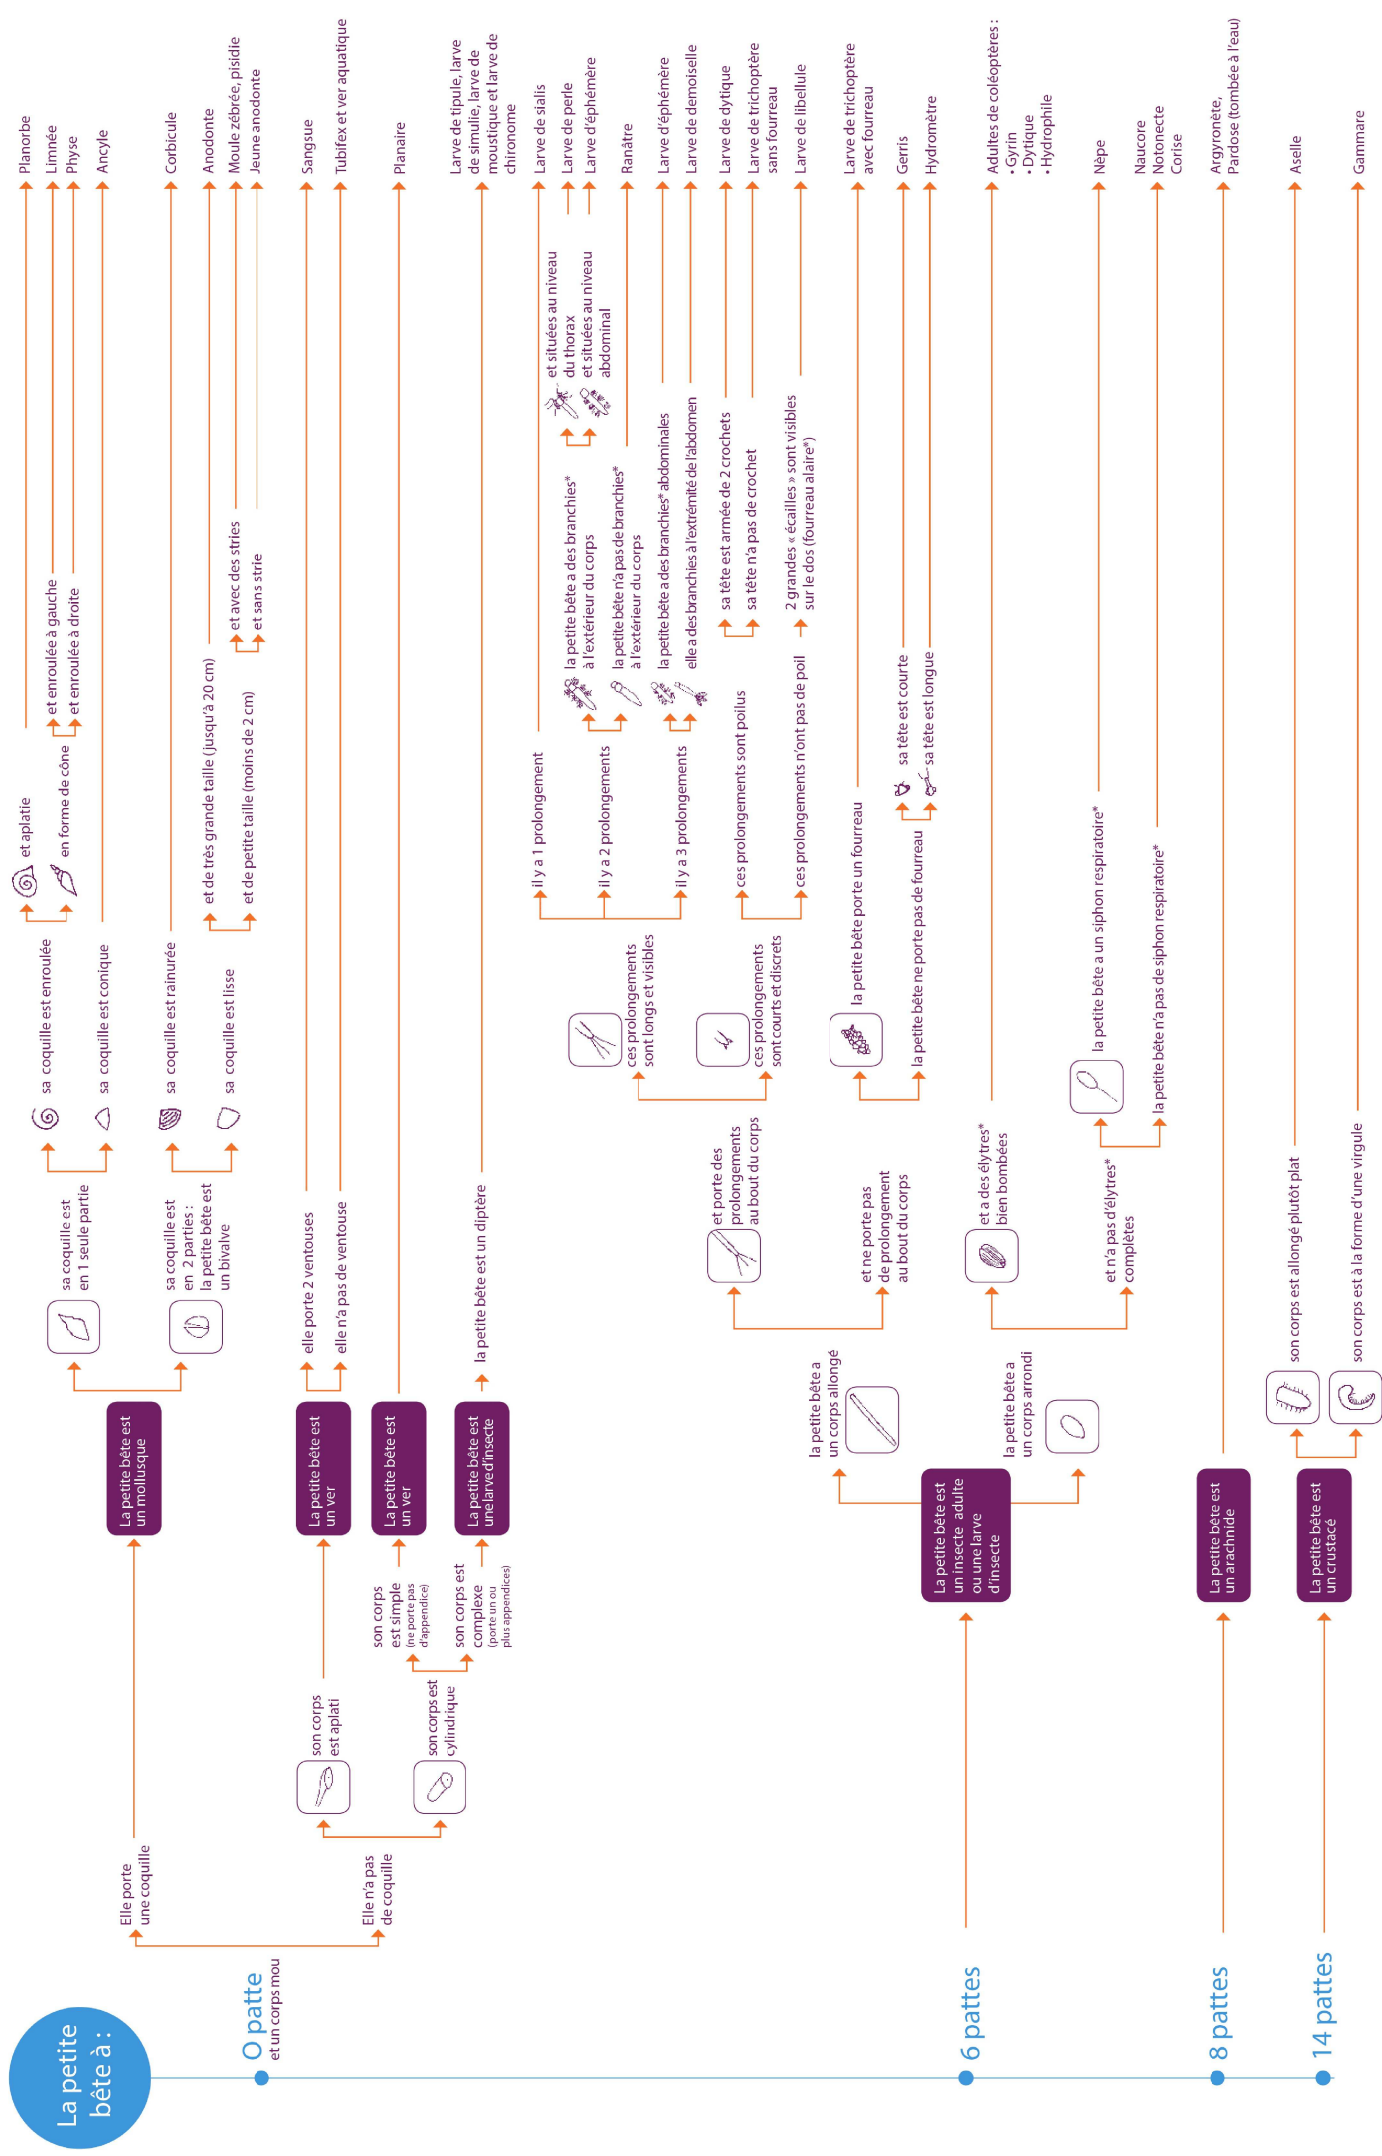 La petite
bête à :
O patte
et un corps mou
Elle porte
une coquille
La petite bête est
un mollusque
sa coquille est
en 1 seule partie
sa coquille est enroulée
et aplatie
Planorbe
en forme de cône
et enroulée à gauche
Limnée
et enroulée à droite
Physe
sa coquille est conique
Ancyle
sa coquille est
en 2 parties :
la petite bête est
un bivalve
sa coquille est rainurée
Corbicule
sa coquille est lisse
et de très grande taille (jusqu'à 20 cm)
Anodonte
et de petite taille (moins de 2 cm)
et avec des stries
Moule zébrée, pisidie
et sans strie
Jeune anodonte
Elle n'a pas
de coquille
son corps
est aplati
La petite bête est
un ver
elle porte 2 ventouses
Sangsue
elle n'a pas de ventouse
Tubifex et ver aquatique
son corps est
cylindrique
son corps
est simple
(ne porte pas
d'appendice)
La petite bête est
un ver
Planaire
son corps est
complexe
(porte un ou
plus appendices)
La petite bête est
une larve d'insecte
la petite bête est un diptère
Larve de tipule, larve
de simulie, larve de
moustique et larve de
chironome
6 pattes
La petite bête est
un insecte adulte
ou une larve
d'insecte
la petite bête a
un corps allongé
et porte des
prolongements
au bout du corps
ces prolongements
sont longs et visibles
il y a 1 prolongement
Larve de sialis
il y a 2 prolongements
la petite bête a des branchies*
à l'extérieur du corps
et situées au niveau
du thorax
Larve de perle
et situées au niveau
abdominal
Larve d'éphémère
la petite bête n'a pas de branchies*
à l'extérieur du corps
Ranâtre
il y a 3 prolongements
la petite bête a des branchies* abdominales
Larve d'éphémère
elle a des branchies à l'extrémité de l'abdomen
Larve de demoiselle
ces prolongements
sont courts et discrets
ces prolongements sont poilus
sa tête est armée de 2 crochets
Larve de dytique
sa tête n'a pas de crochet
Larve de trichoptère
sans fourreau
ces prolongements n'ont pas de poil
2 grandes « écailles » sont visibles
sur le dos (fourreau alaire*)
Larve de libellule
et ne porte pas
de prolongement
au bout du corps
la petite bête porte un fourreau
Larve de trichoptère
avec fourreau
la petite bête ne porte pas de fourreau
sa tête est courte
Gerris
sa tête est longue
Hydromètre
la petite bête a
un corps arrondi
et a des élytres*
bien bombées
Adultes de coléoptères :
• Gyrin
• Dytique
• Hydrophile
et n'a pas d'élytres*
complètes
la petite bête a un siphon respiratoire*
Nèpe
la petite bête n'a pas de siphon respiratoire*
Naucore
Notonecte
Corise
8 pattes
La petite bête est
un arachnide
Argyronète,
Pardose (tombée à l'eau)
14 pattes
La petite bête est
un crustacé
son corps est allongé plutôt plat
Aselle
son corps est à la forme d'une virgule
Gammare